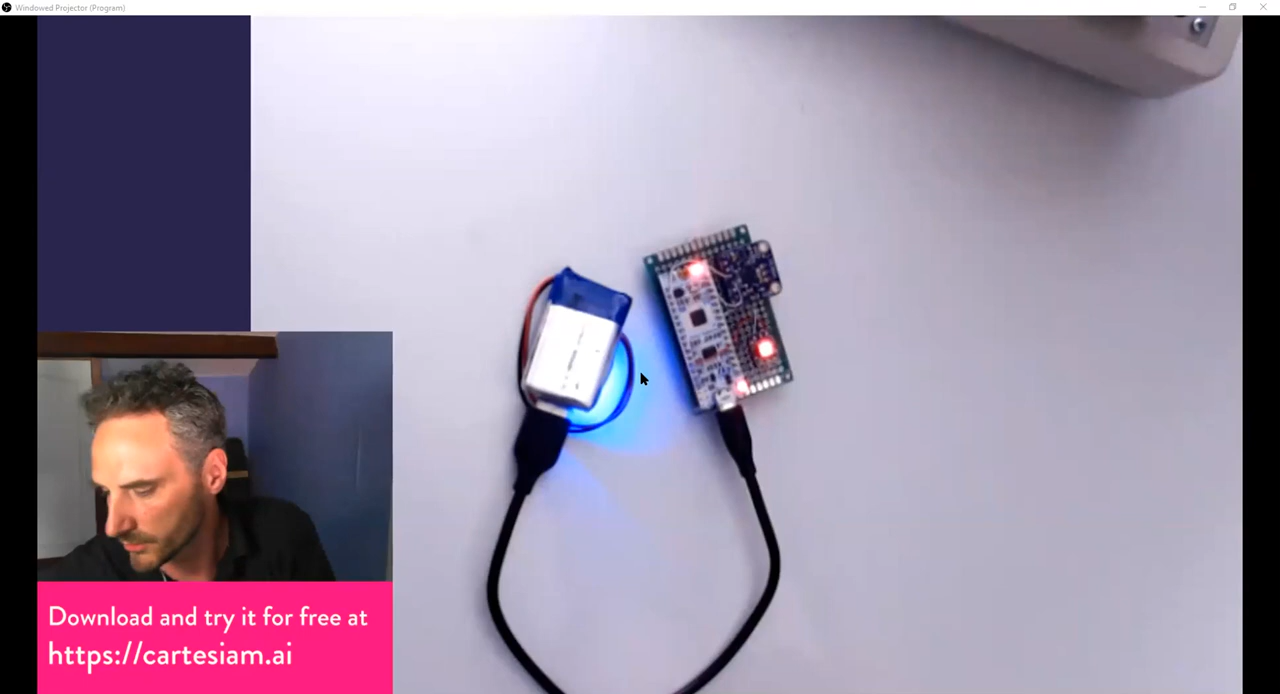 Windowed Projector (Program)
Download and try it for free at
https://cartesiam.ai